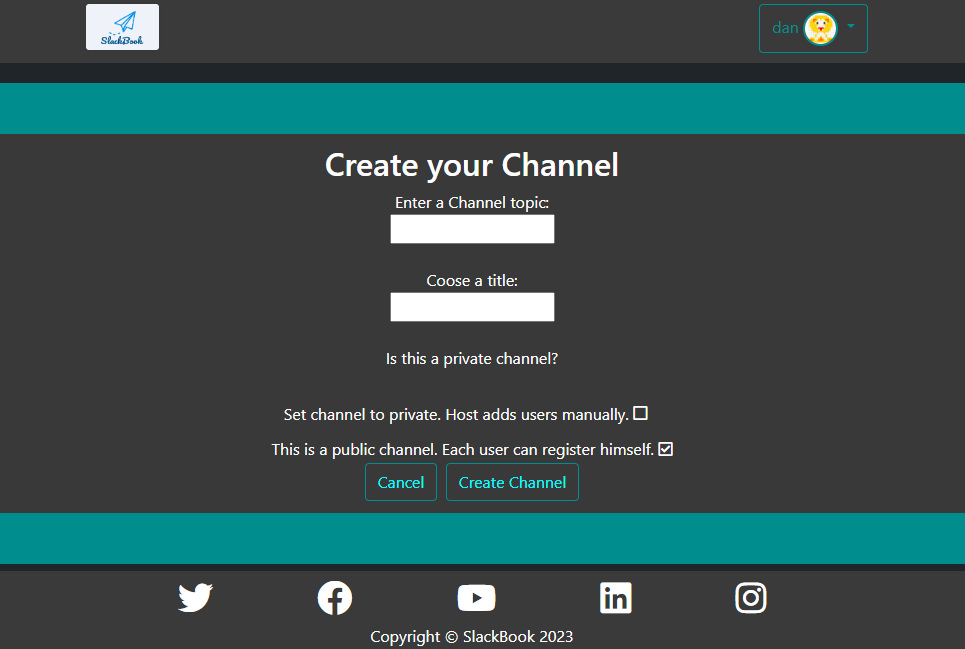 SlackBook
dan
Create your Channel
Enter a Channel topic:
Coose a title:
Is this a private channel?
Set channel to private. Host adds users manually.
This is a public channel. Each user can register himself.
Cancel Create Channel
in
Copyright © SlackBook 2023